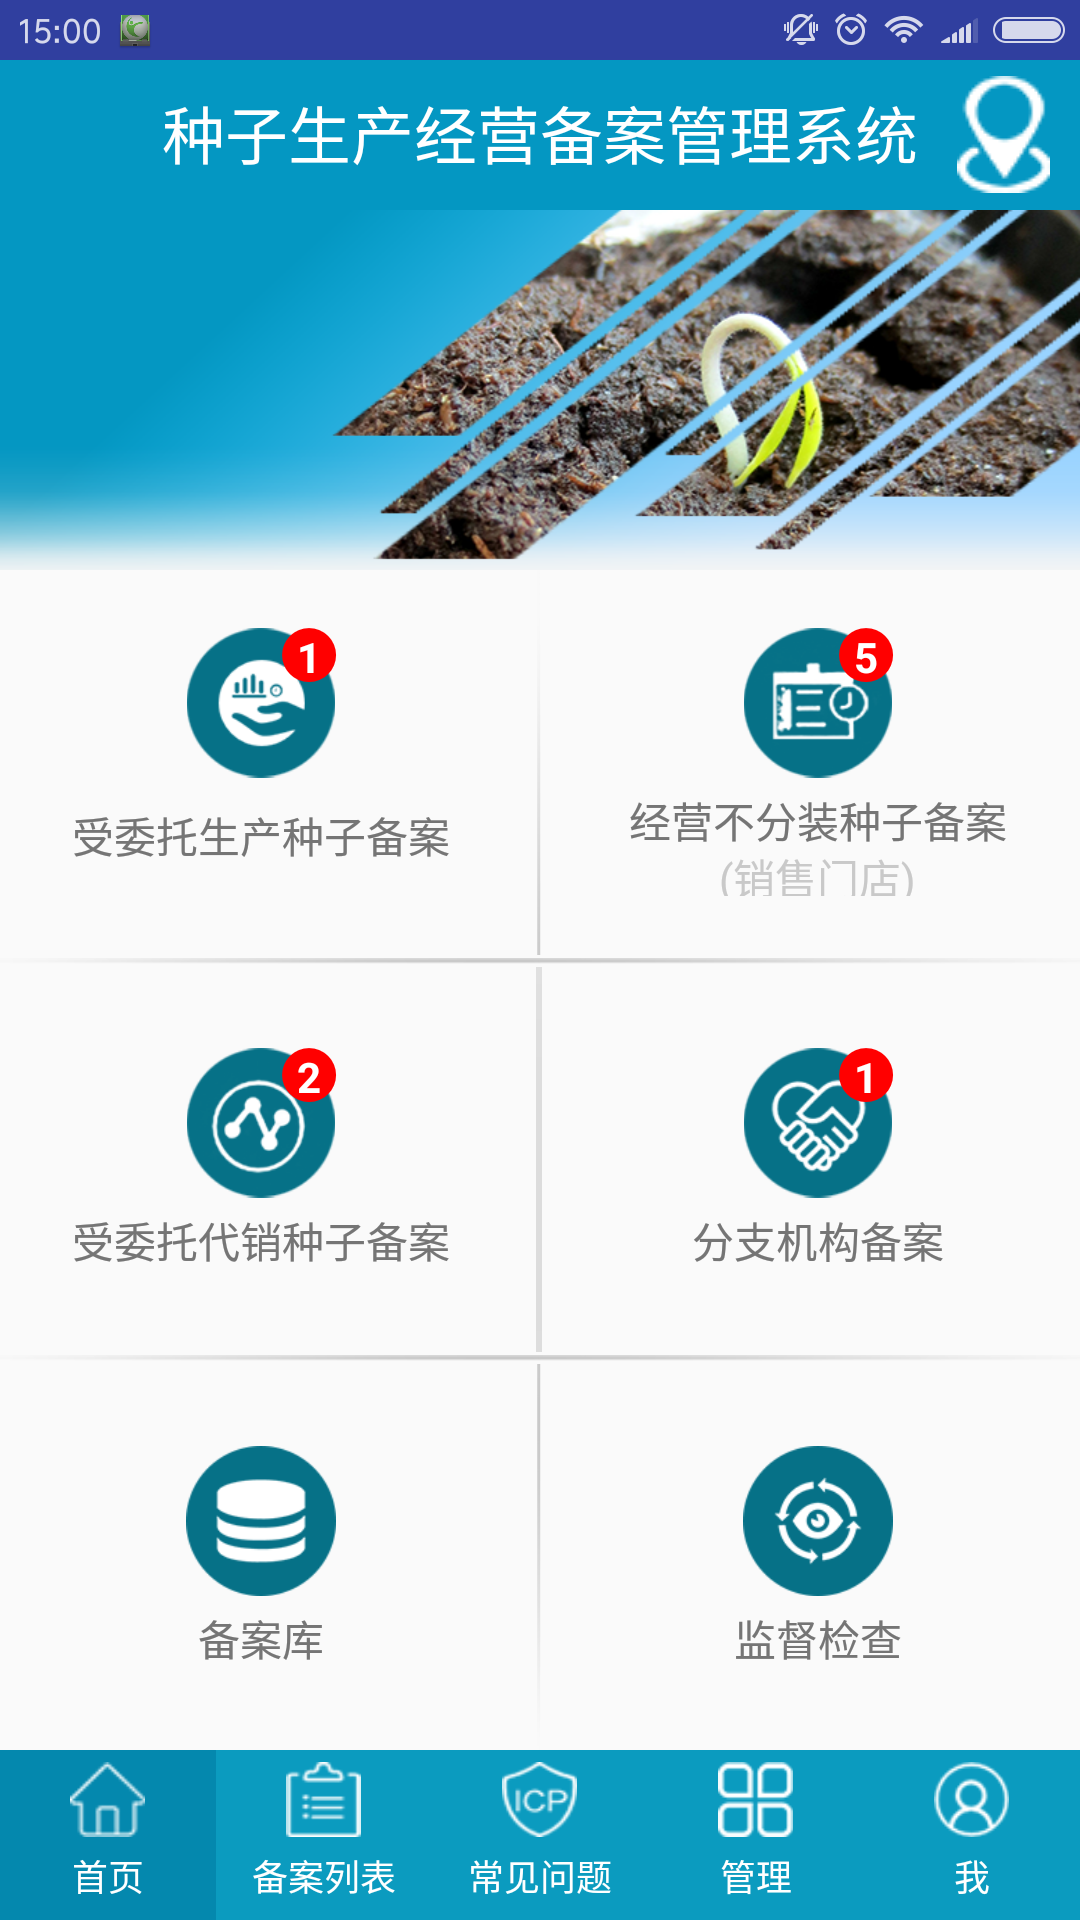 15:00
种子生产经营备案管理系统
1
5
受委托生产种子备案
经营不分装种子备案
(销售门店)
2
1
受委托代销种子备案
分支机构备案
备案库
监督检查
ICP
首页
备案列表
常见问题
管理
我